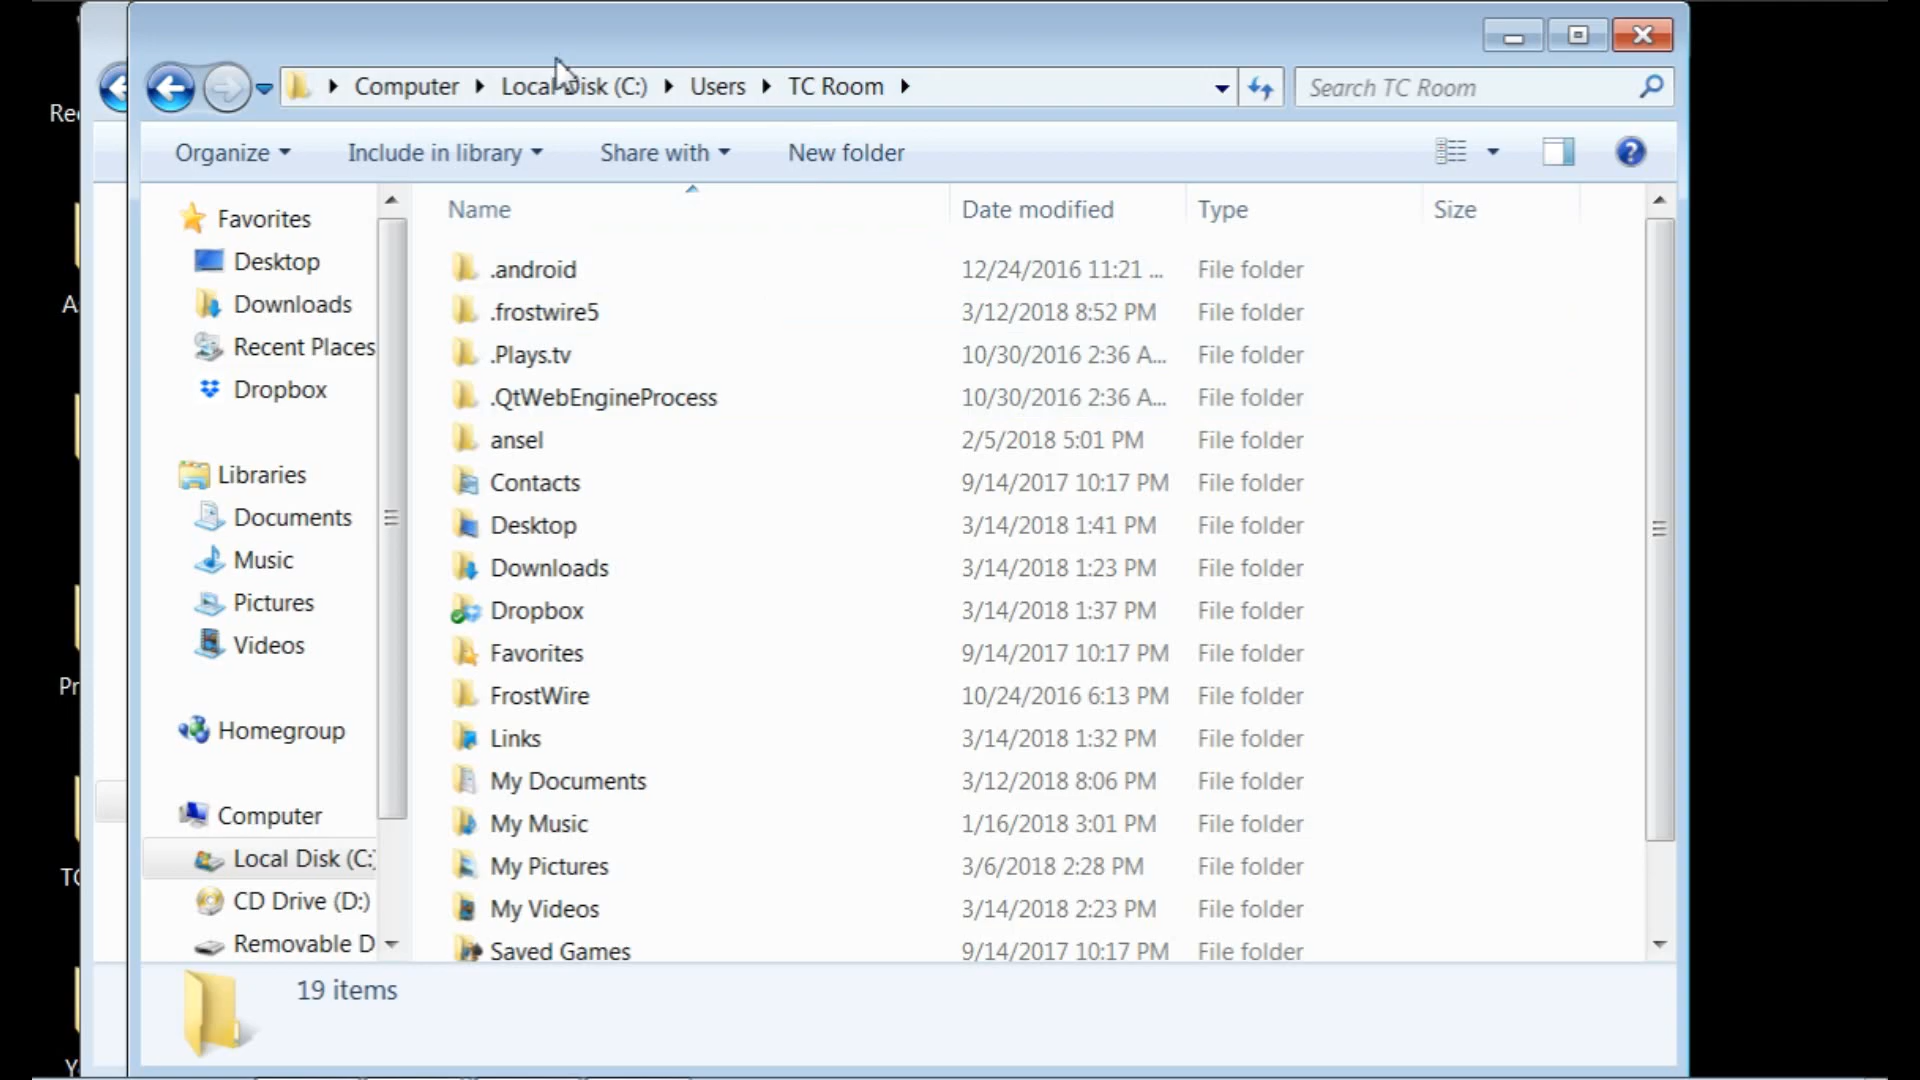 Computer Local Disk (C:) Users TC Room
Search TC Room
Organize Include in library Share with New folder
Favorites
Desktop
Downloads
Recent Places
Dropbox
Libraries
Documents
Music
Pictures
Videos
Homegroup
Computer
Local Disk (C:)
CD Drive (D:)
Removable D
Name Date modified Type Size
.android 12/24/2016 11:21 ... File folder
.frostwire5 3/12/2018 8:52 PM File folder
.Plays.tv 10/30/2016 2:36 A... File folder
.QtWebEngineProcess 10/30/2016 2:36 A... File folder
ansel 2/5/2018 5:01 PM File folder
Contacts 9/14/2017 10:17 PM File folder
Desktop 3/14/2018 1:41 PM File folder
Downloads 3/14/2018 1:23 PM File folder
Dropbox 3/14/2018 1:37 PM File folder
Favorites 9/14/2017 10:17 PM File folder
FrostWire 10/24/2016 6:13 PM File folder
Links 3/14/2018 1:32 PM File folder
My Documents 3/12/2018 8:06 PM File folder
My Music 1/16/2018 3:01 PM File folder
My Pictures 3/6/2018 2:28 PM File folder
My Videos 3/14/2018 2:23 PM File folder
Saved Games 9/14/2017 10:17 PM File folder
19 items